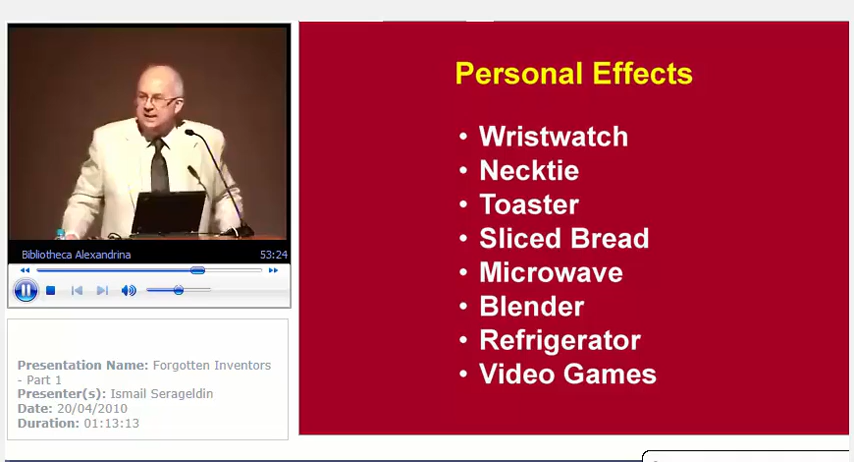 Bibliotheca Alexandrina 53:24
Presentation Name: Forgotten Inventors
- Part 1
Presenter(s): Ismail Serageldin
Date: 20/04/2010
Duration: 01:13:13
Personal Effects
• Wristwatch
• Necktie
• Toaster
• Sliced Bread
• Microwave
• Blender
• Refrigerator
• Video Games